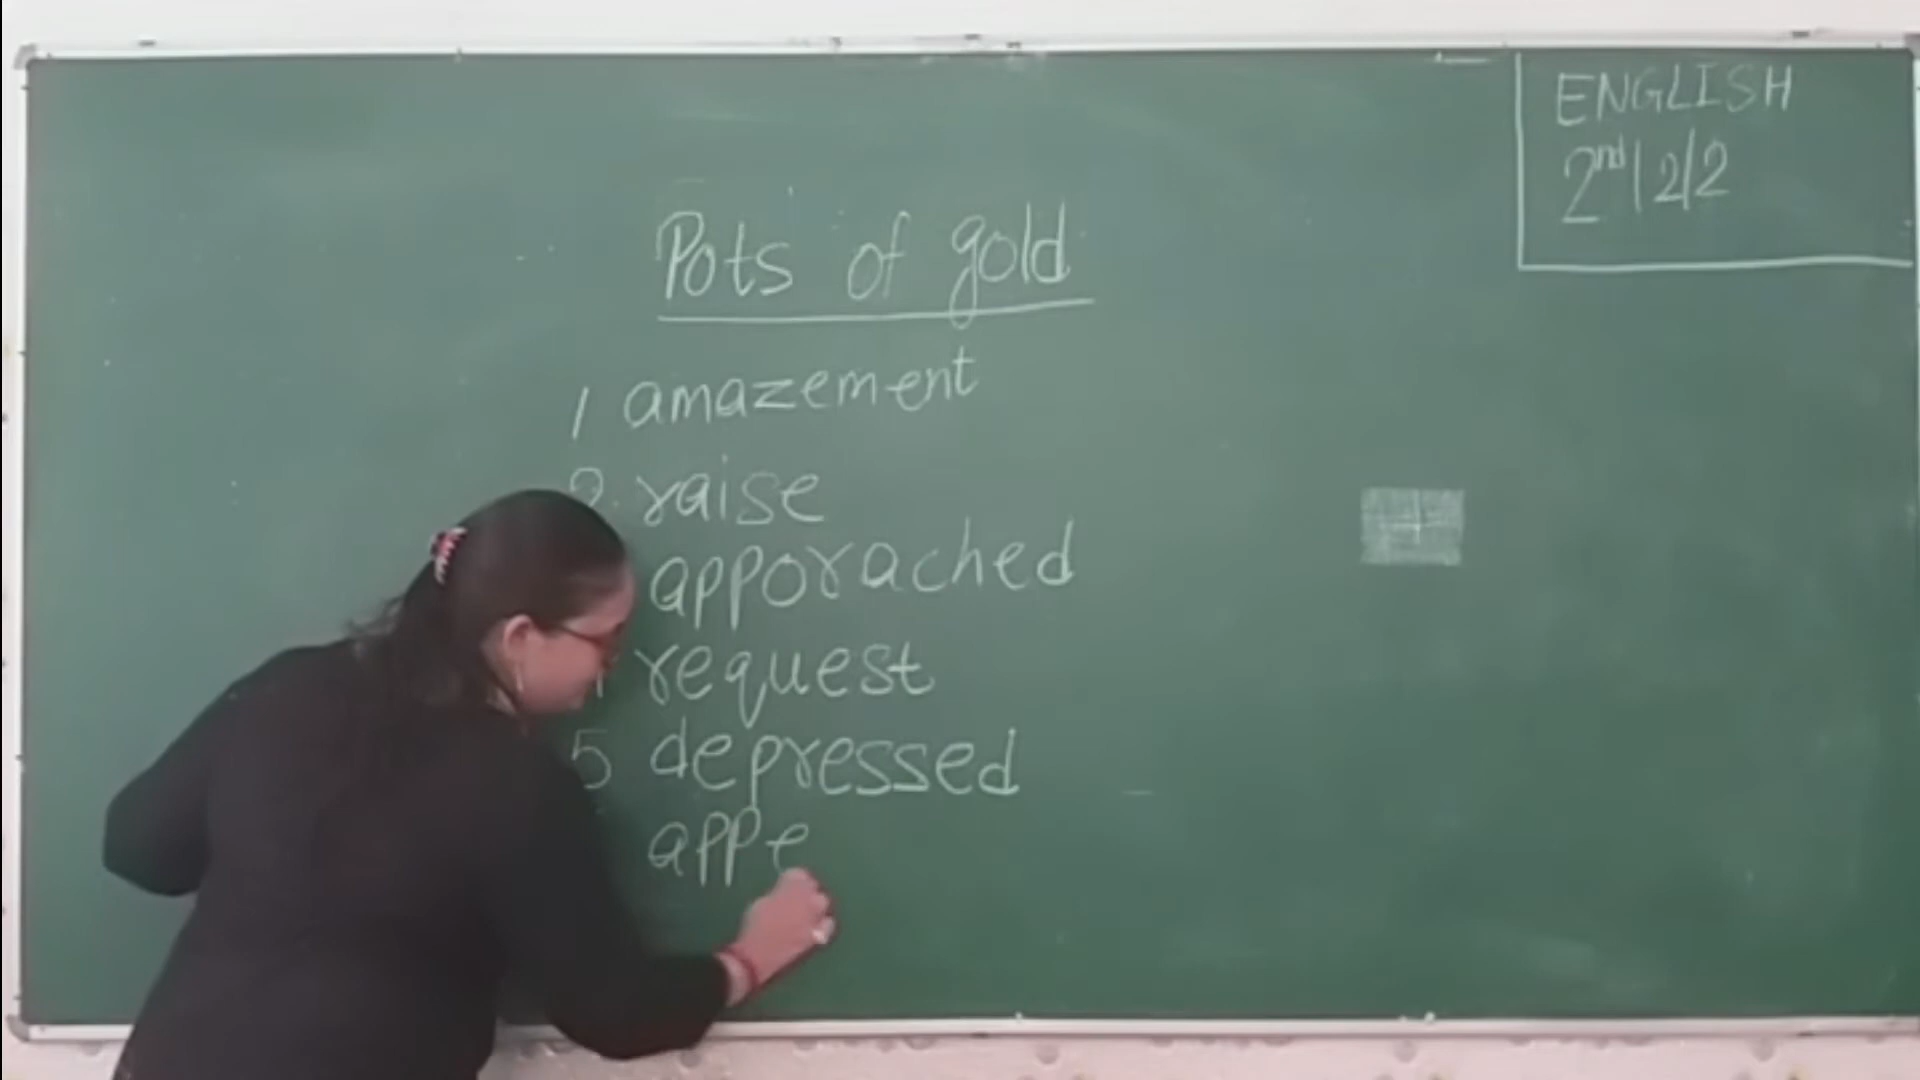 ENGLISH
2nd|2|2
Pots of gold
1 amazement
2. raise
apporached
request
5 depressed
appe